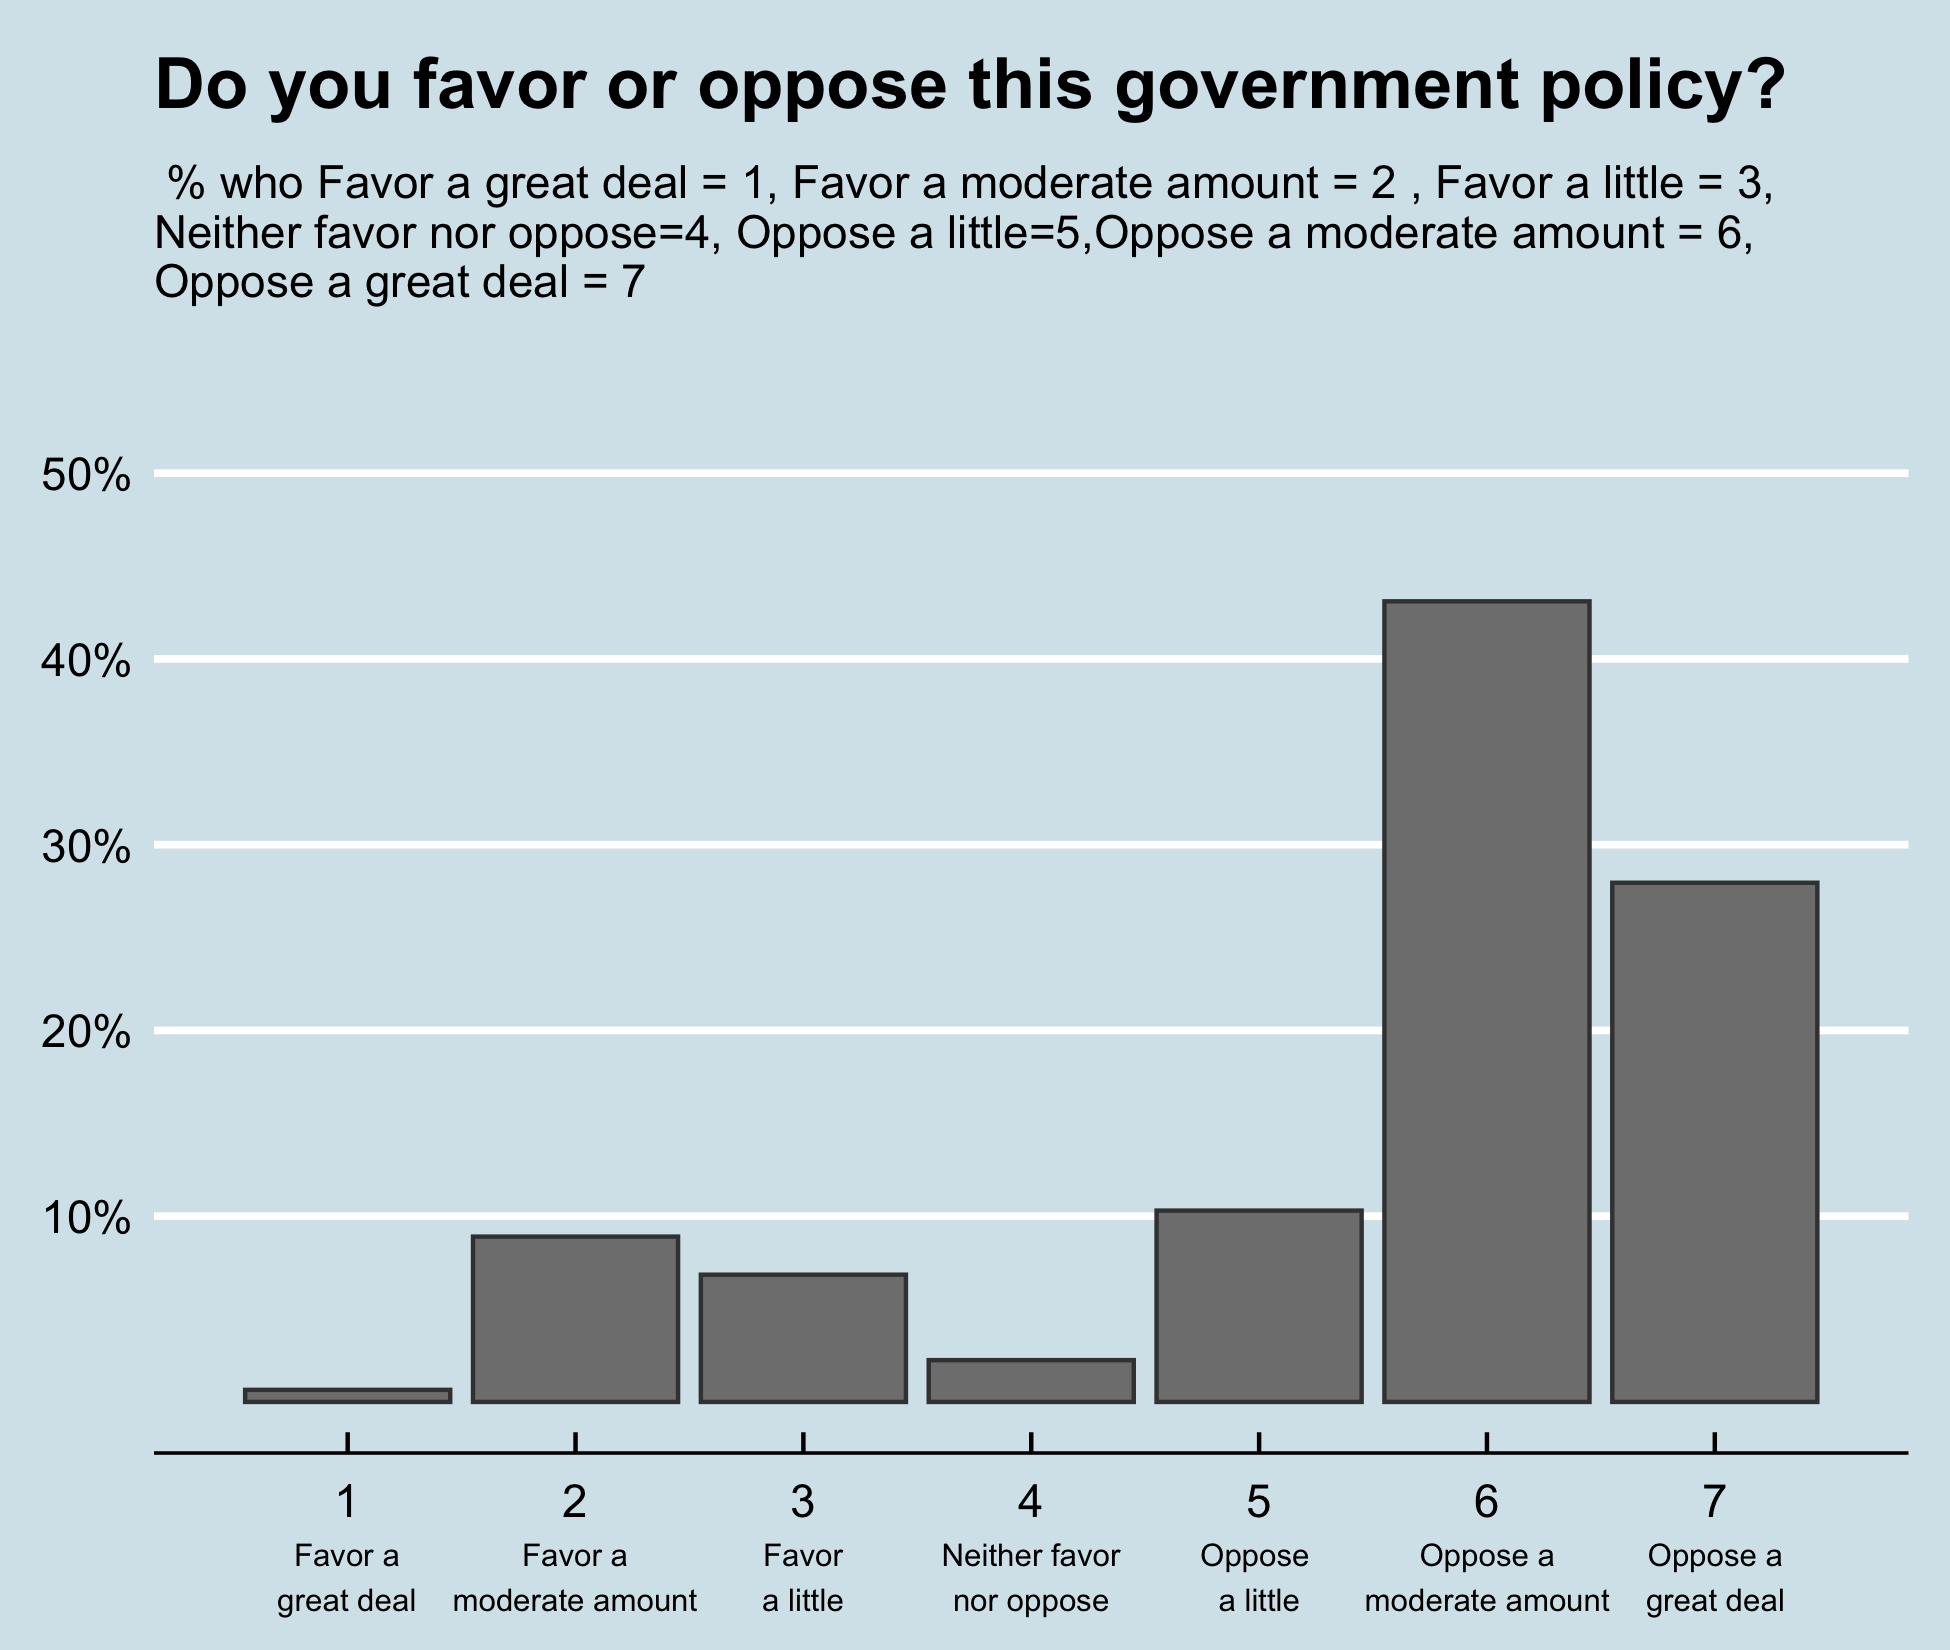 Do you favor or oppose this government policy?
% who Favor a great deal = 1, Favor a moderate amount = 2 , Favor a little = 3,
Neither favor nor oppose=4, Oppose a little=5,Oppose a moderate amount = 6,
Oppose a great deal = 7
50%
40%
30%
20%
10%
1 2 3 4 5 6 7
Favor a Favor a Favor Neither favor Oppose Oppose a Oppose a
great deal moderate amount a little nor oppose a little moderate amount great deal